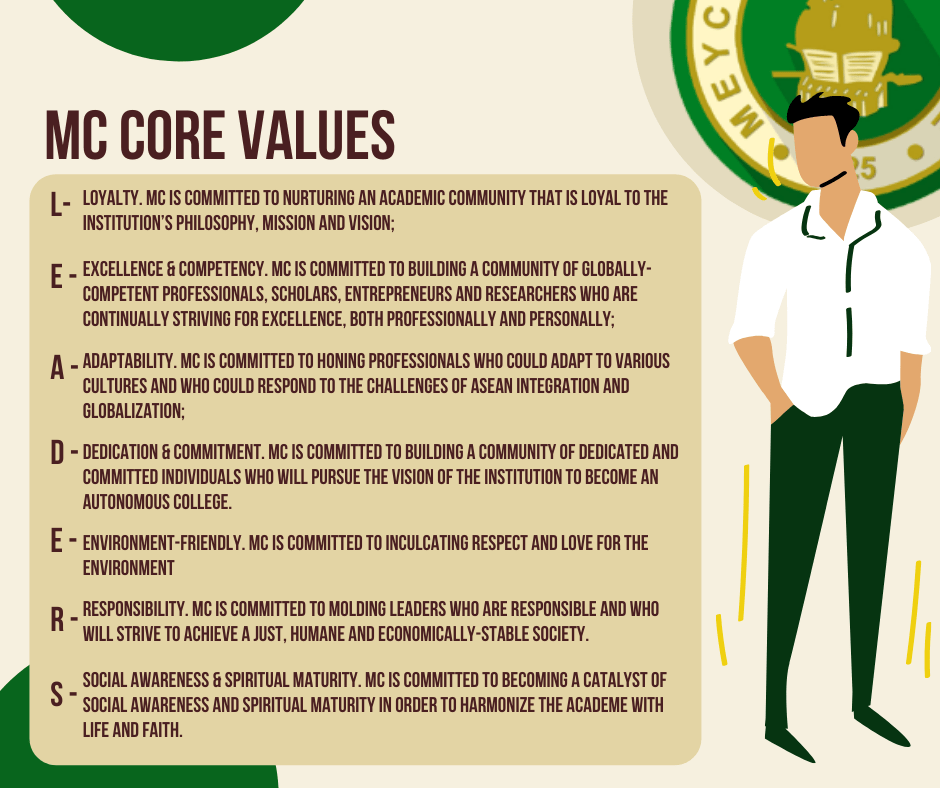 MEYC
25
MC CORE VALUES
L- LOYALTY. MC IS COMMITTED TO NURTURING AN ACADEMIC COMMUNITY THAT IS LOYAL TO THE
INSTITUTION'S PHILOSOPHY, MISSION AND VISION;
E - EXCELLENCE & COMPETENCY. MC IS COMMITTED TO BUILDING A COMMUNITY OF GLOBALLY-
COMPETENT PROFESSIONALS, SCHOLARS, ENTREPRENEURS AND RESEARCHERS WHO ARE
CONTINUALLY STRIVING FOR EXCELLENCE, BOTH PROFESSIONALLY AND PERSONALLY;
A - ADAPTABILITY. MC IS COMMITTED TO HONING PROFESSIONALS WHO COULD ADAPT TO VARIOUS
CULTURES AND WHO COULD RESPOND TO THE CHALLENGES OF ASEAN INTEGRATION AND
GLOBALIZATION;
D - DEDICATION & COMMITMENT. MC IS COMMITTED TO BUILDING A COMMUNITY OF DEDICATED AND
COMMITTED INDIVIDUALS WHO WILL PURSUE THE VISION OF THE INSTITUTION TO BECOME AN
AUTONOMOUS COLLEGE.
E - ENVIRONMENT-FRIENDLY. MC IS COMMITTED TO INCULCATING RESPECT AND LOVE FOR THE
ENVIRONMENT
R - RESPONSIBILITY. MC IS COMMITTED TO MOLDING LEADERS WHO ARE RESPONSIBLE AND WHO
WILL STRIVE TO ACHIEVE A JUST, HUMANE AND ECONOMICALLY-STABLE SOCIETY.
S - SOCIAL AWARENESS & SPIRITUAL MATURITY. MC IS COMMITTED TO BECOMING A CATALYST OF
SOCIAL AWARENESS AND SPIRITUAL MATURITY IN ORDER TO HARMONIZE THE ACADEME WITH
LIFE AND FAITH.